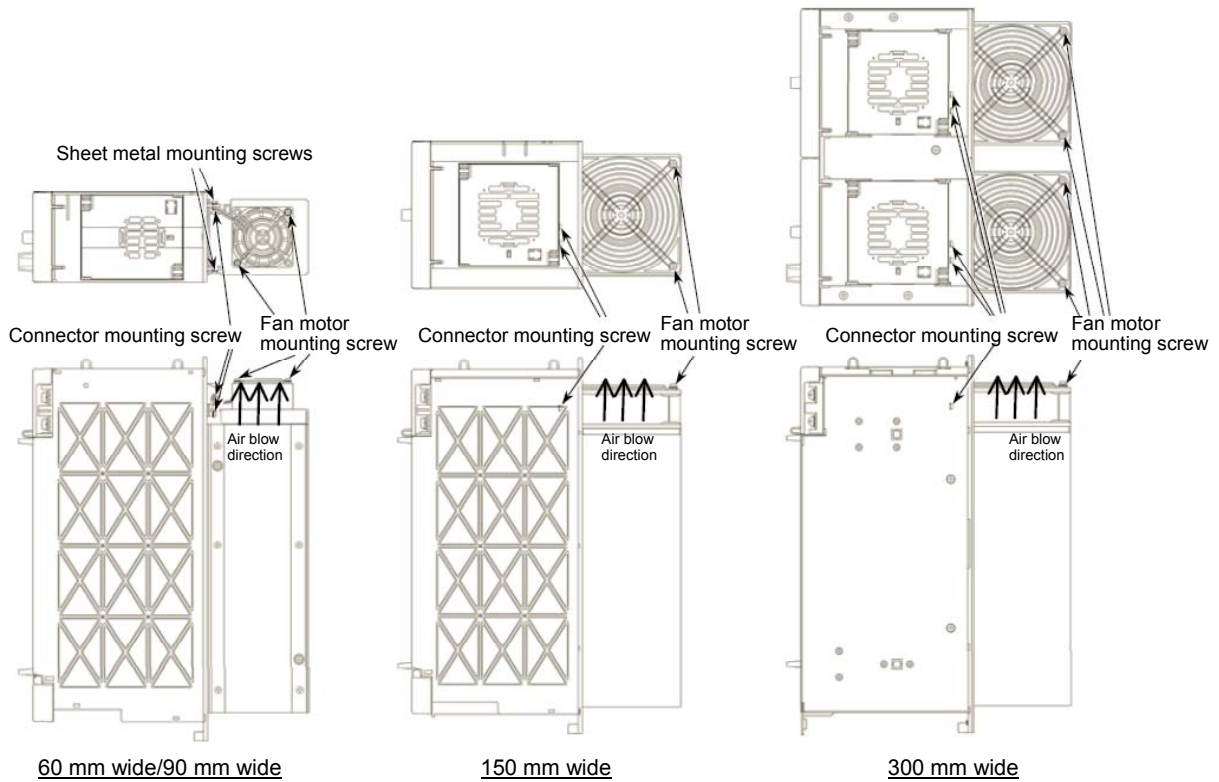 Sheet metal mounting screws
Connector mounting screw
Fan motor
mounting screw
Air blow
direction
60 mm wide/90 mm wide
Connector mounting screw
Fan motor
mounting screw
Air blow
direction
150 mm wide
Connector mounting screw
Fan motor
mounting screw
Air blow
direction
300 mm wide